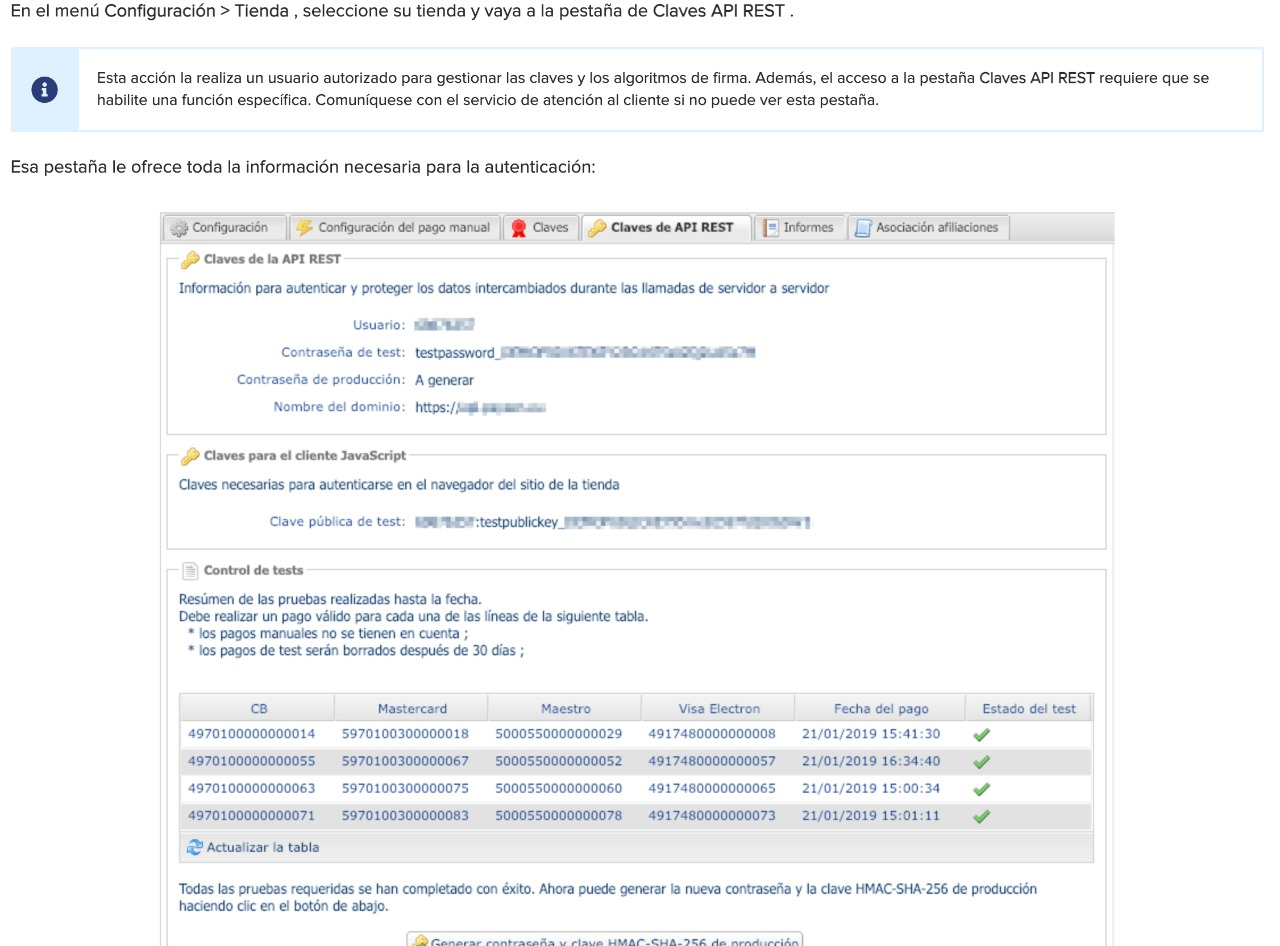 En el menú Configuración > Tienda , seleccione su tienda y vaya a la pestaña de Claves API REST .
Esta acción la realiza un usuario autorizado para gestionar las claves y los algoritmos de firma. Además, el acceso a la pestaña Claves API REST requiere que se
habilite una función específica. Comuníquese con el servicio de atención al cliente si no puede ver esta pestaña.
Esa pestaña le ofrece toda la información necesaria para la autenticación:
Configuración Configuración del pago manual Claves Claves de API REST Informes Asociación afiliaciones
Claves de la API REST
Información para autenticar y proteger los datos intercambiados durante las llamadas de servidor a servidor
Usuario:
Contraseña de test: testpassword_
Contraseña de producción: A generar
Nombre del dominio: https://
Claves para el cliente JavaScript
Claves necesarias para autenticarse en el navegador del sitio de la tienda
Clave pública de test: :testpublickey_
Control de tests
Resúmen de las pruebas realizadas hasta la fecha.
Debe realizar un pago válido para cada una de las líneas de la siguiente tabla.
* los pagos manuales no se tienen en cuenta ;
* los pagos de test serán borrados después de 30 días ;
CB Mastercard Maestro Visa Electron Fecha del pago Estado del test
4970100000000014 5970100300000018 5000550000000029 4917480000000008 21/01/2019 15:41:30
4970100000000055 5970100300000067 5000550000000052 4917480000000057 21/01/2019 16:34:40
4970100000000063 5970100300000075 5000550000000060 4917480000000065 21/01/2019 15:00:34
4970100000000071 5970100300000083 5000550000000078 4917480000000073 21/01/2019 15:01:11
Actualizar la tabla
Todas las pruebas requeridas se han completado con éxito. Ahora puede generar la nueva contraseña y la clave HMAC-SHA-256 de producción
haciendo clic en el botón de abajo.
Generar contraseña y clave HMAC-SHA-256 de producción